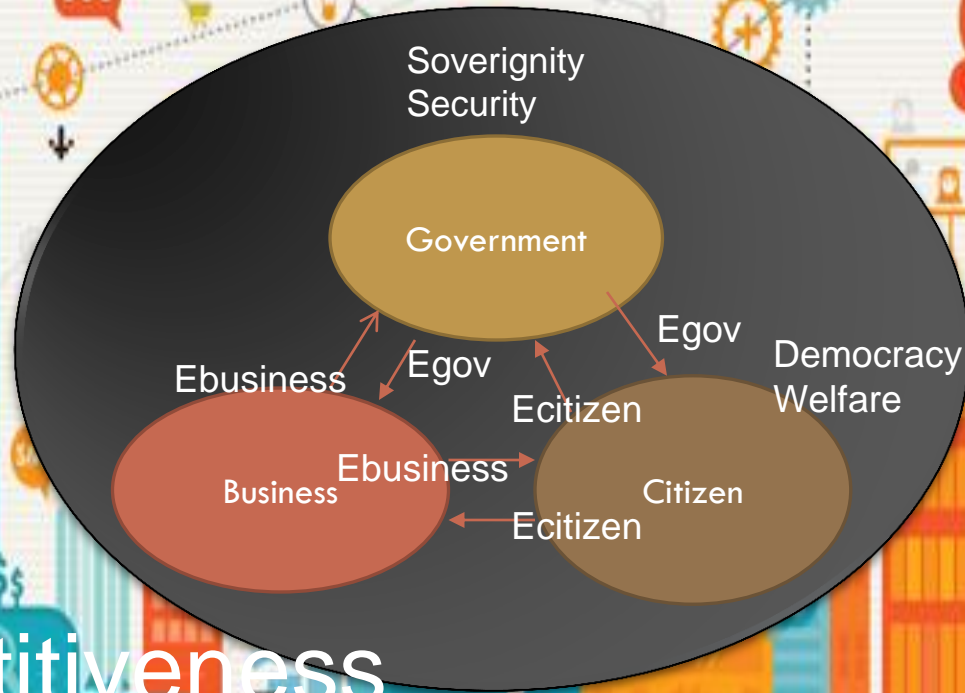 Soverignity
Security
Government
Egov
Democracy
Welfare
Ebusiness
Egov
Ecitizen
Ebusiness
Business
Citizen
Ecitizen
titiveness